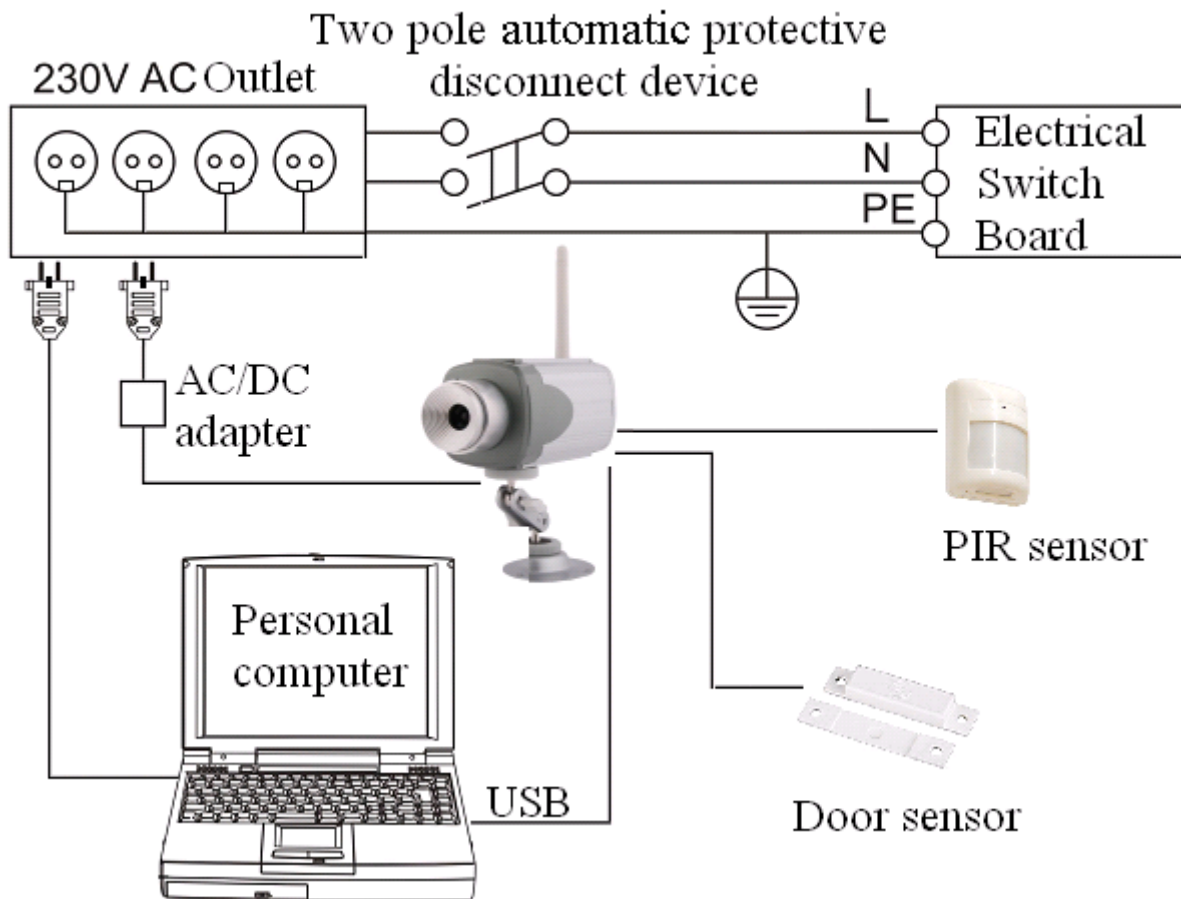 Two pole automatic protective
disconnect device
230V AC Outlet
L
N
PE
Electrical
Switch
Board
AC/DC
adapter
PIR sensor
Personal
computer
USB
Door sensor